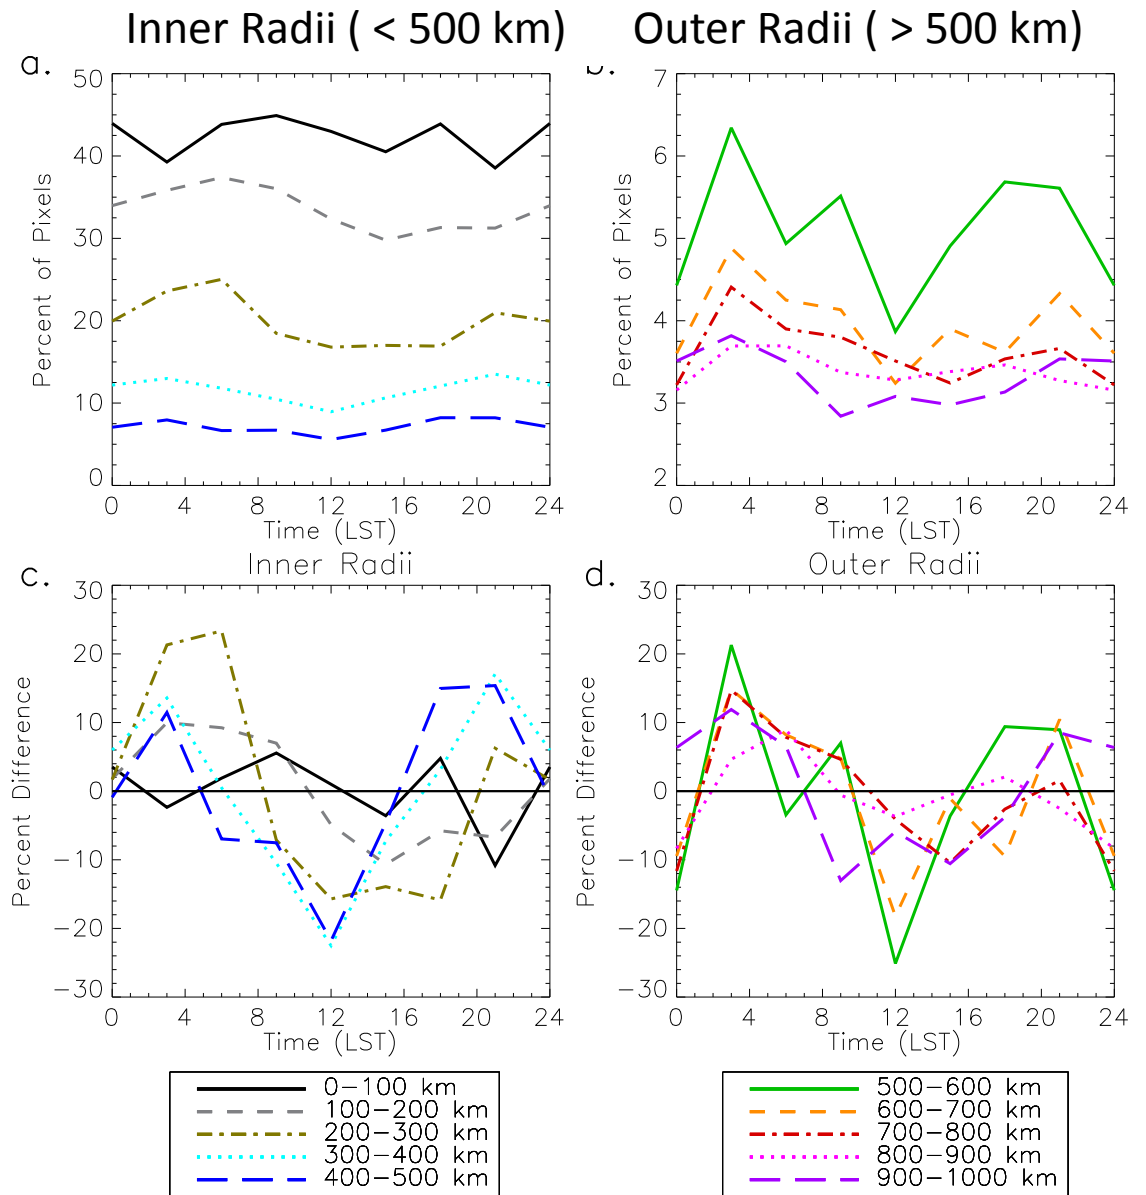 Inner Radii ( < 500 km)
Outer Radii ( > 500 km)
a.
50
40
30
20
10
0
Percent of Pixels
0 4 8 12 16 20 24
Time (LST)
b.
7
6
5
4
3
2
Percent of Pixels
0 4 8 12 16 20 24
Time (LST)
c.
Inner Radii
30
20
10
0
-10
-20
-30
Percent Difference
0 4 8 12 16 20 24
Time (LST)
d.
Outer Radii
30
20
10
0
-10
-20
-30
Percent Difference
0 4 8 12 16 20 24
Time (LST)
0-100 km
100-200 km
200-300 km
300-400 km
400-500 km
500-600 km
600-700 km
700-800 km
800-900 km
900-1000 km